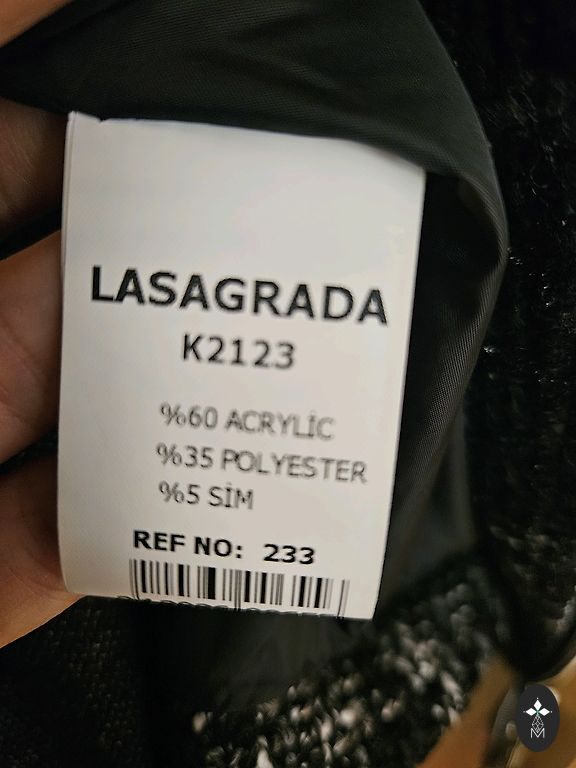 LASAGRADA
K2123
%60 ACRYLİC
%35 POLYESTER
%5 SİM
REF NO: 233
M